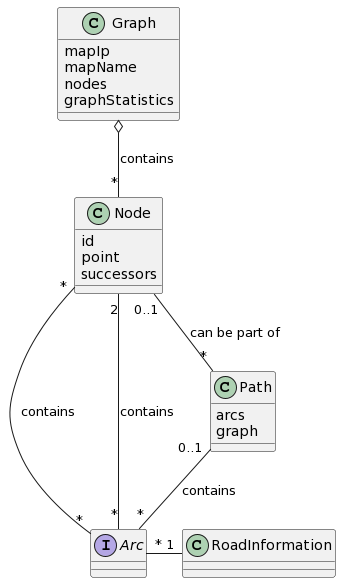 C Graph
mapIp
mapName
nodes
graphStatistics
contains
*
C Node
id
point
successors
*
2
0..1
can be part of
*
C Path
arcs
graph
contains
contains
0..1
contains
*
*
*
I Arc
* 1
C RoadInformation